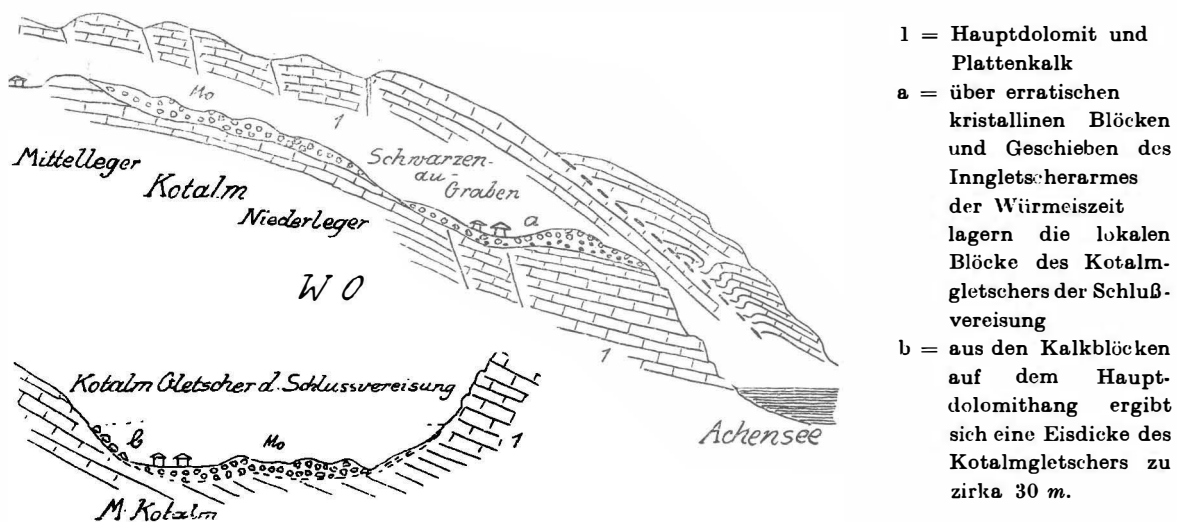 Mo
1
Mittelleger
Kotalm
Niederleger
Schwarzen-
au-
Graben
a
W O
1
Achensee
Kotalm Gletscher d. Schlussvereisung
b
Mo
1
M. Kotalm
1 = Hauptdolomit und
Plattenkalk
a = über erratischen
kristallinen Blöcken
und Geschieben des
Inngletscherarmes
der Würmeiszeit
lagern die lokalen
Blöcke des Kotalm-
gletschers der Schluß-
vereisung
b = aus den Kalkblöcken
auf dem Haupt-
dolomithang ergibt
sich eine Eisdicke des
Kotalmgletschers zu
zirka 30 m.